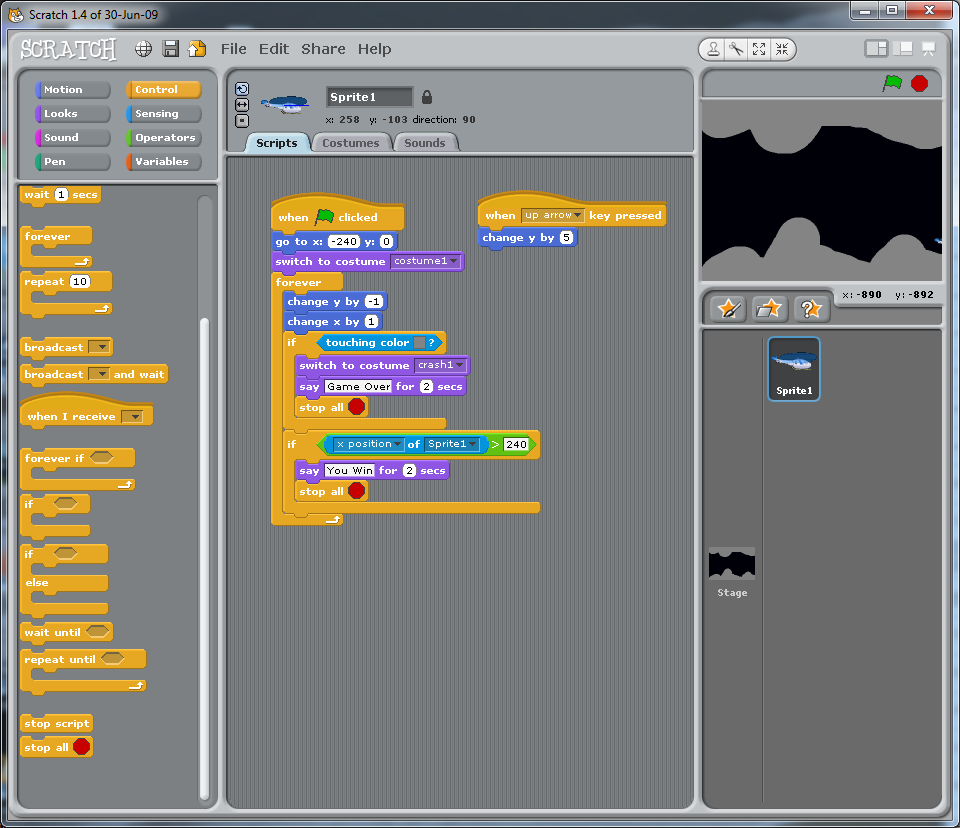 Scratch 1.4 of 30-Jun-09
SCRATCH File Edit Share Help
Motion Control
Looks Sensing
Sound Operators
Pen Variables
wait 1 secs
forever
repeat 10
broadcast
broadcast and wait
when I receive
forever if
if
if
else
wait until
repeat until
stop script
stop all
Sprite1
x: 258 y: -103 direction: 90
Scripts Costumes Sounds
when clicked
go to x: -240 y: 0
switch to costume costume1
forever
change y by -1
change x by 1
if touching color ?
switch to costume crash1
say Game Over for 2 secs
stop all
if x position of Sprite1 > 240
say You Win for 2 secs
stop all
when up arrow key pressed
change y by 5
x: -890 y: -892
?
Sprite1
Stage